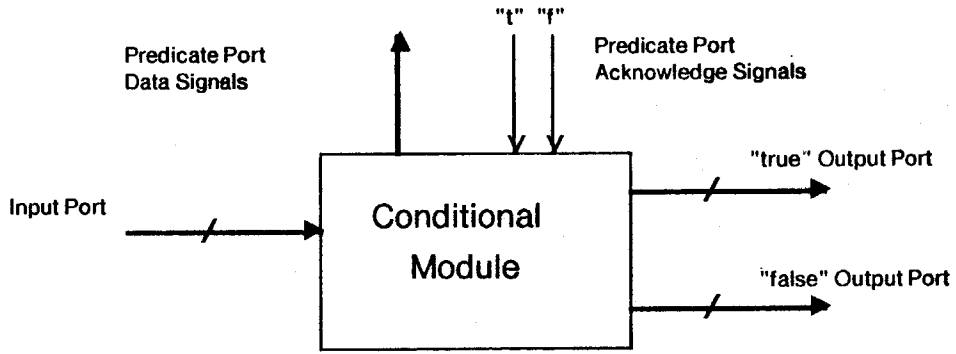 "t" "f"
Predicate Port
Data Signals
Predicate Port
Acknowledge Signals
"true" Output Port
Input Port
Conditional
Module
"false" Output Port